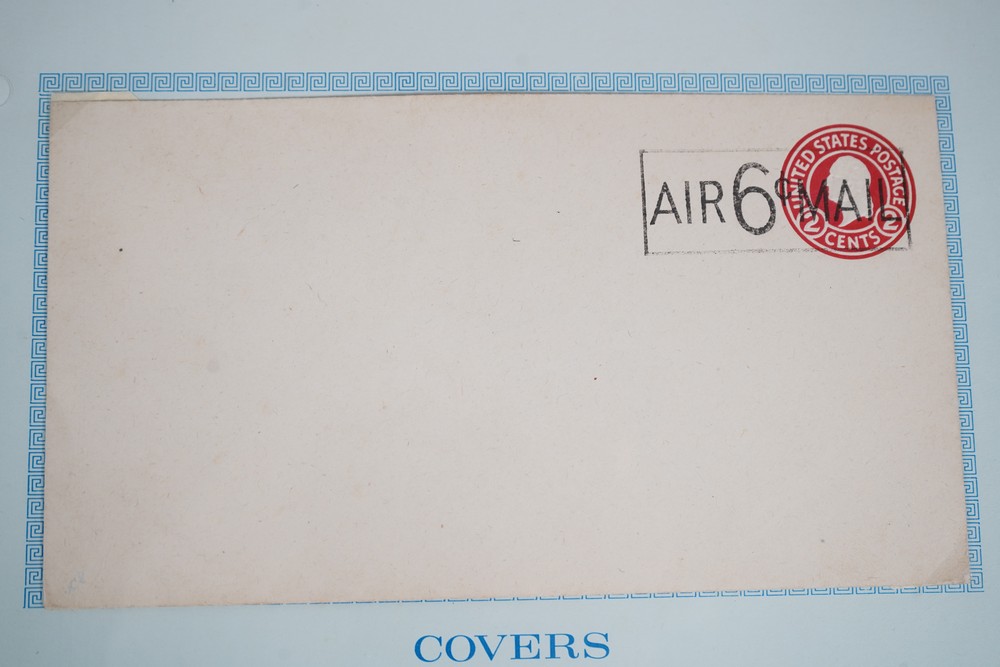 UNITED STATES POSTAGE
AIR 6¢ MAIL
2 CENTS 2
COVERS